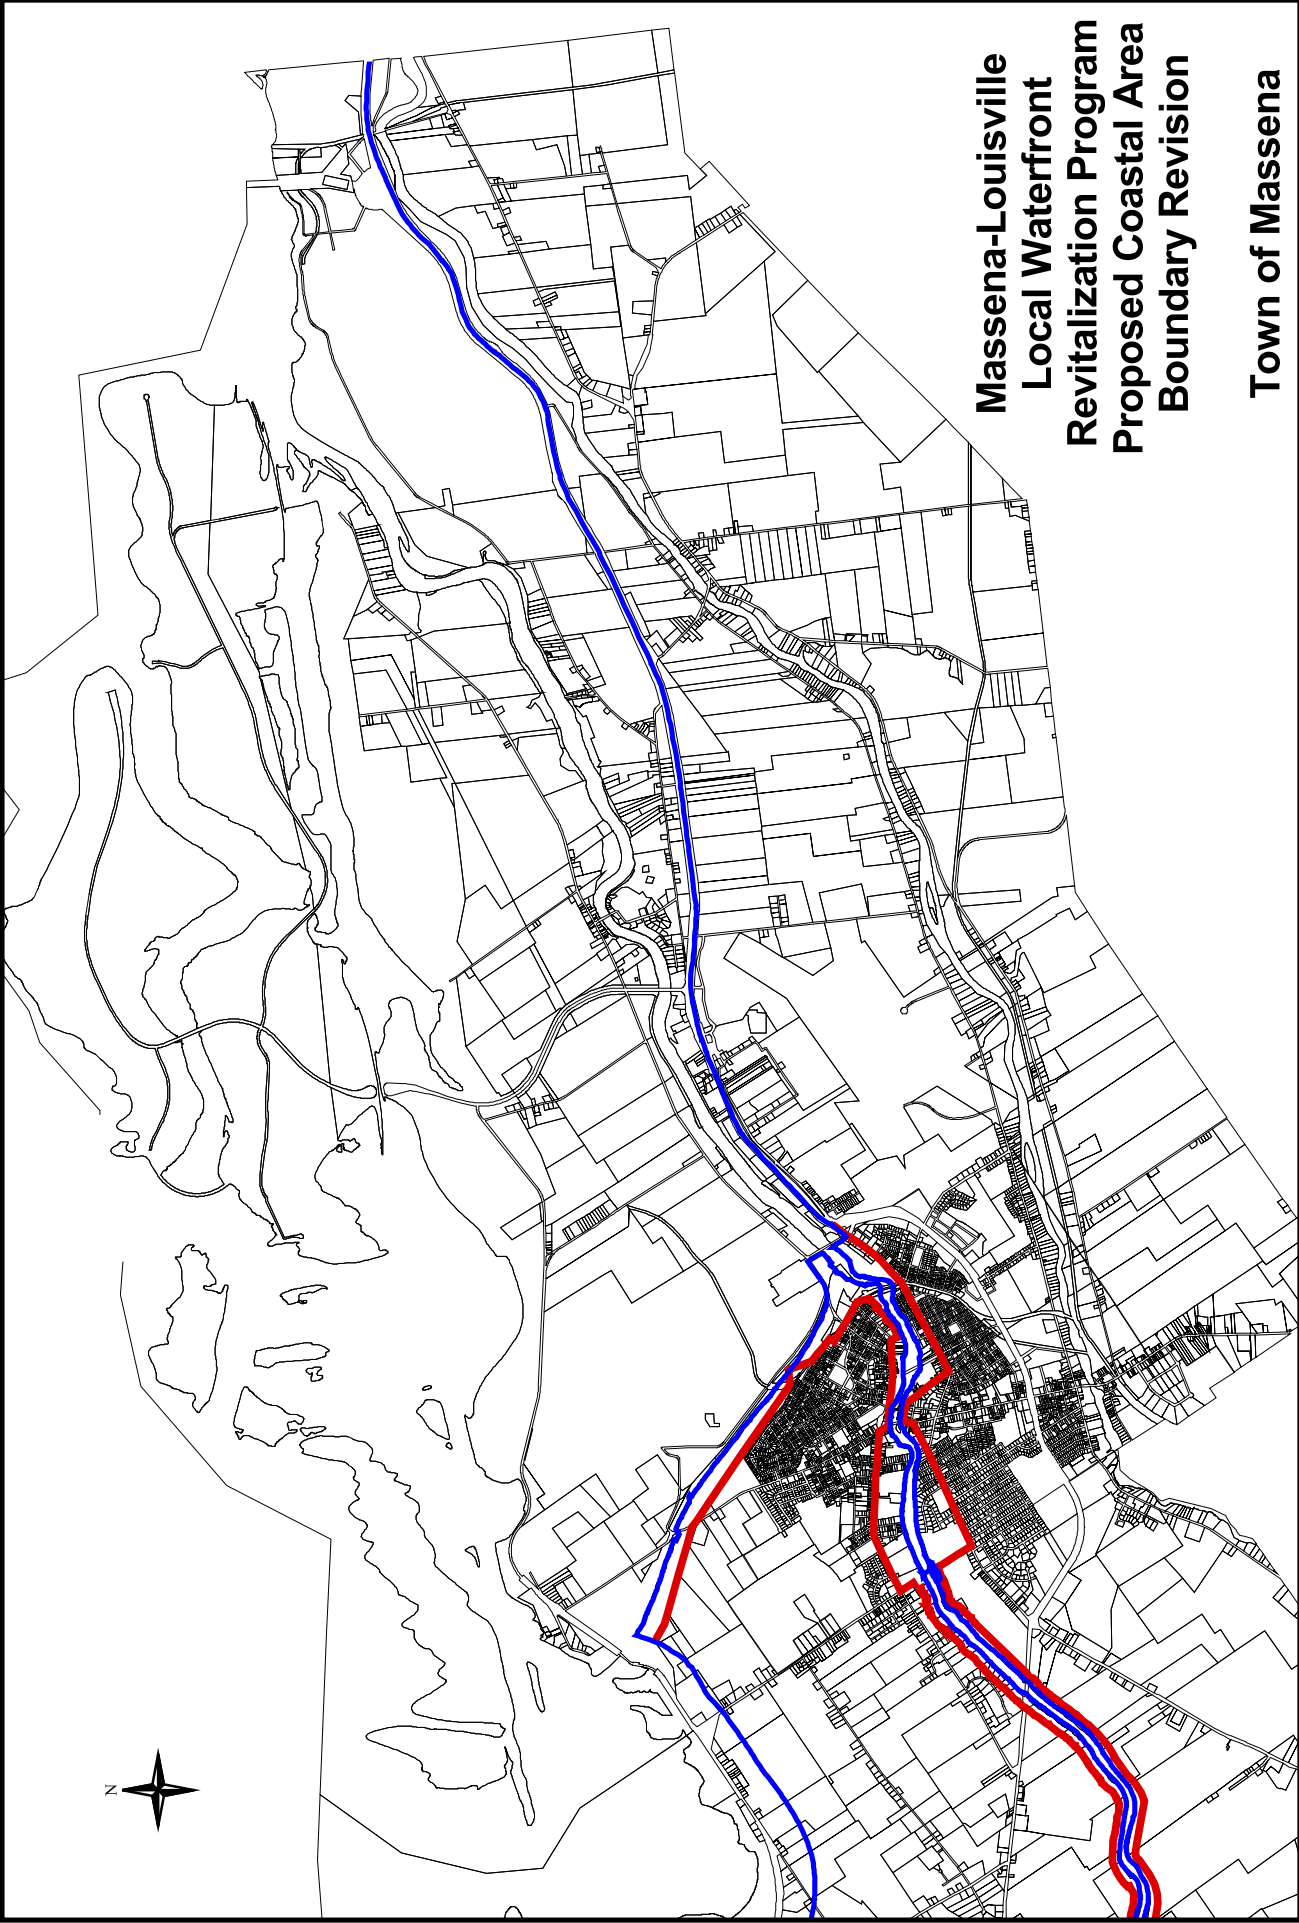 Massena-Louisville
Local Waterfront
Revitalization Program
Proposed Coastal Area
Boundary Revision
Town of Massena
N